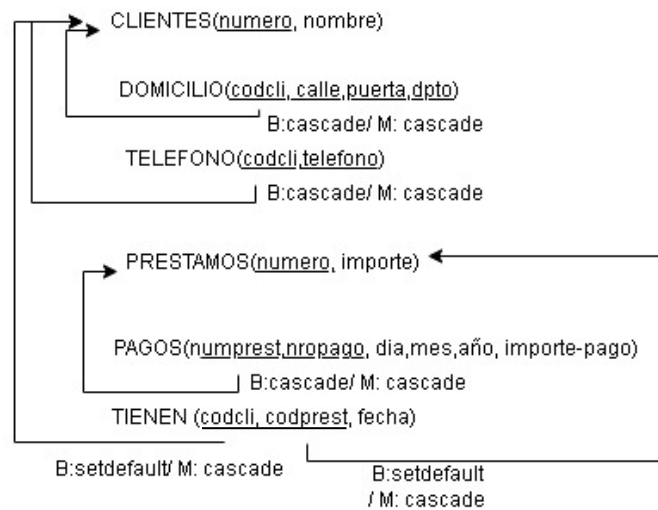 CLIENTES(numero, nombre)
DOMICILIO(codcli, calle,puerta,dpto)
B:cascade/ M: cascade
TELEFONO(codcli,telefono)
B:cascade/ M: cascade
PRESTAMOS(numero, importe)
PAGOS(numprest,nropago, dia,mes,año, importe-pago)
B:cascade/ M: cascade
TIENEN (codcli, codprest, fecha)
B:setdefault/ M: cascade
B:setdefault
/ M: cascade